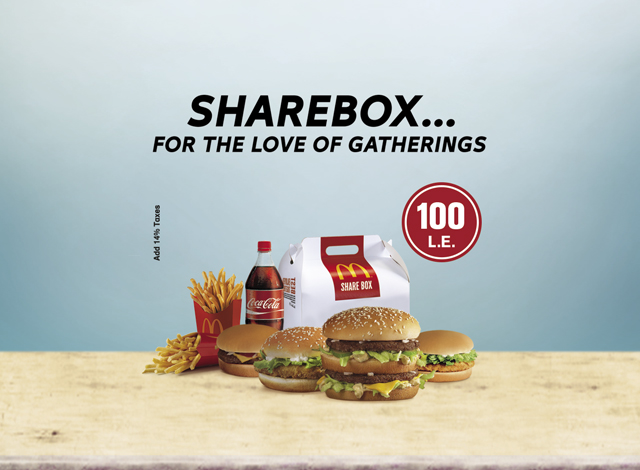 SHAREBOX...
FOR THE LOVE OF GATHERINGS
Add 14% Taxes
100
L.E.
Coca-Cola
SHARE BOX